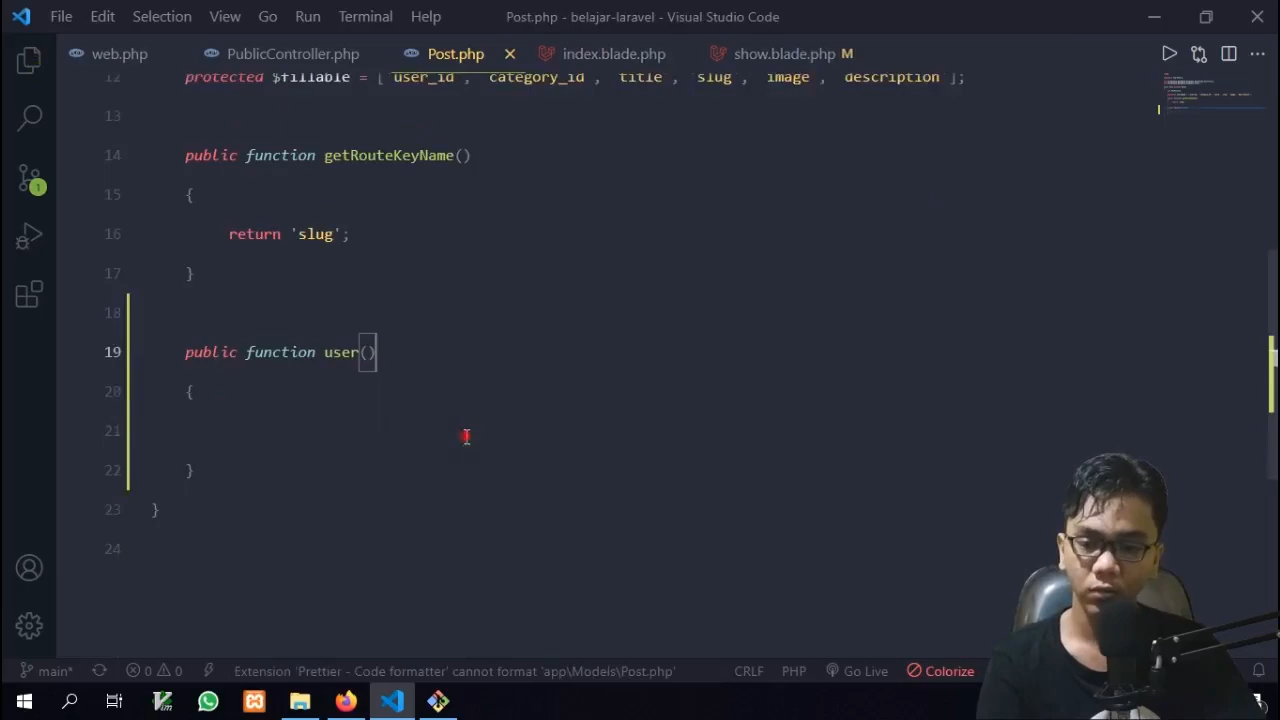 File Edit Selection View Go Run Terminal Help Post.php - belajar-laravel - Visual Studio Code
web.php PublicController.php Post.php index.blade.php show.blade.php M
12 protected $fillable = ['user_id', 'category_id', 'title', 'slug', 'image', 'description'];
13
14 public function getRouteKeyName()
15 {
16 return 'slug';
17 }
18
19 public function user()
20 {
21
22 }
23 }
24
1
main* 0 0 Extension 'Prettier - Code formatter' cannot format 'app\Models\Post.php' CRLF PHP Go Live Colorize